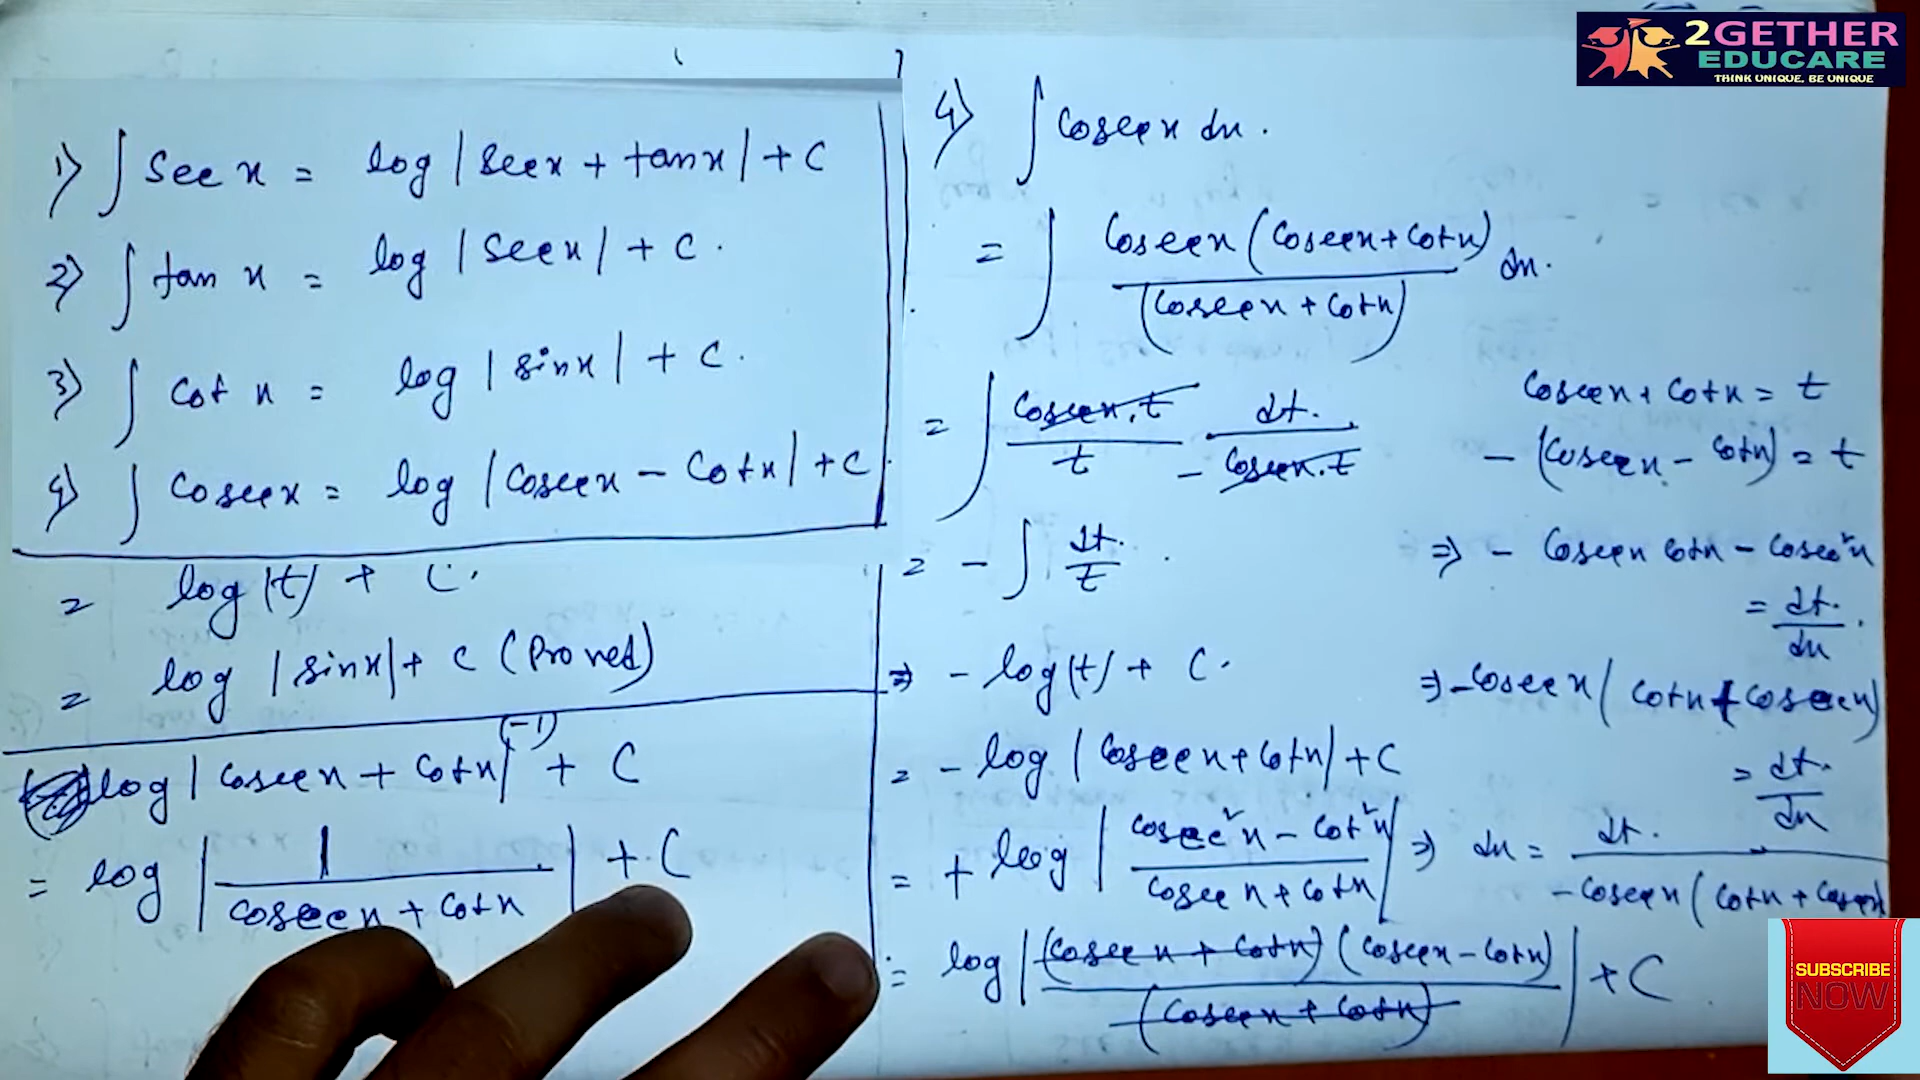 2GETHER
EDUCARE
THINK UNIQUE, BE UNIQUE
1) ∫ Sec x = log |Secx + tanx| + C
2) ∫ tan x = log |Secx| + C.
3) ∫ Cot x = log |sinx| + C.
4) ∫ Cosecx = log |Cosecx - Cotx| + C
= log |t| + C.
= log |sinx| + C (Proved)
log |Cosecx + Cotx|^(-1) + C
= log |1/(cosecx + Cotx)| + C
4) ∫ Cosecx dx.
= ∫ Cosecx (Cosecx + Cotx)/(Cosecx + Cotx) dx.
= ∫ Cosecx.t/t dt./-Cosecx.t
= - ∫ dt./t .
⇒ - log |t| + C.
= - log |Cosecx + Cotx| + C
= + log |cosec²x - Cot²x/Cosecx + Cotx|
= log |(Cosecx + Cotx) (Cosecx - Cotx)/(Cosecx + Cotx)| + C
Cosecx + Cotx = t
- (Cosecx - Cotx) = t
⇒ - Cosecx Cotx - Cosec²x
= dt./dx .
⇒ - Cosecx (Cotx + Cosecx)
= dt./dx
⇒ dx = dt./-Cosecx (Cotx + Cosecx)
SUBSCRIBE
NOW